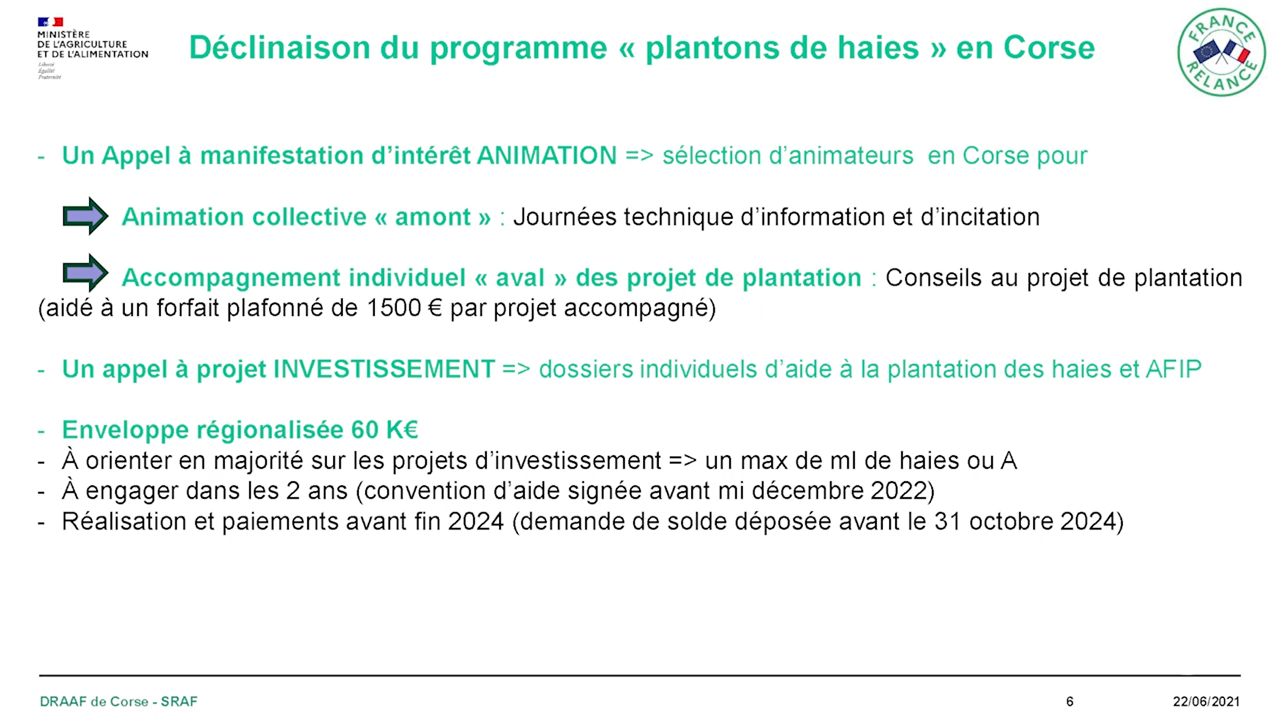 MINISTÈRE
DE L'AGRICULTURE
ET DE L'ALIMENTATION
Liberté
Égalité
Fraternité
Déclinaison du programme « plantons de haies » en Corse
FRANCE
RELANCE
- Un Appel à manifestation d'intérêt ANIMATION => sélection d'animateurs en Corse pour
Animation collective « amont » : Journées technique d'information et d'incitation
Accompagnement individuel « aval » des projet de plantation : Conseils au projet de plantation
(aidé à un forfait plafonné de 1500 € par projet accompagné)
- Un appel à projet INVESTISSEMENT => dossiers individuels d'aide à la plantation des haies et AFIP
- Enveloppe régionalisée 60 K€
- À orienter en majorité sur les projets d'investissement => un max de ml de haies ou A
- À engager dans les 2 ans (convention d'aide signée avant mi décembre 2022)
- Réalisation et paiements avant fin 2024 (demande de solde déposée avant le 31 octobre 2024)
DRAAF de Corse - SRAF 6 22/06/2021